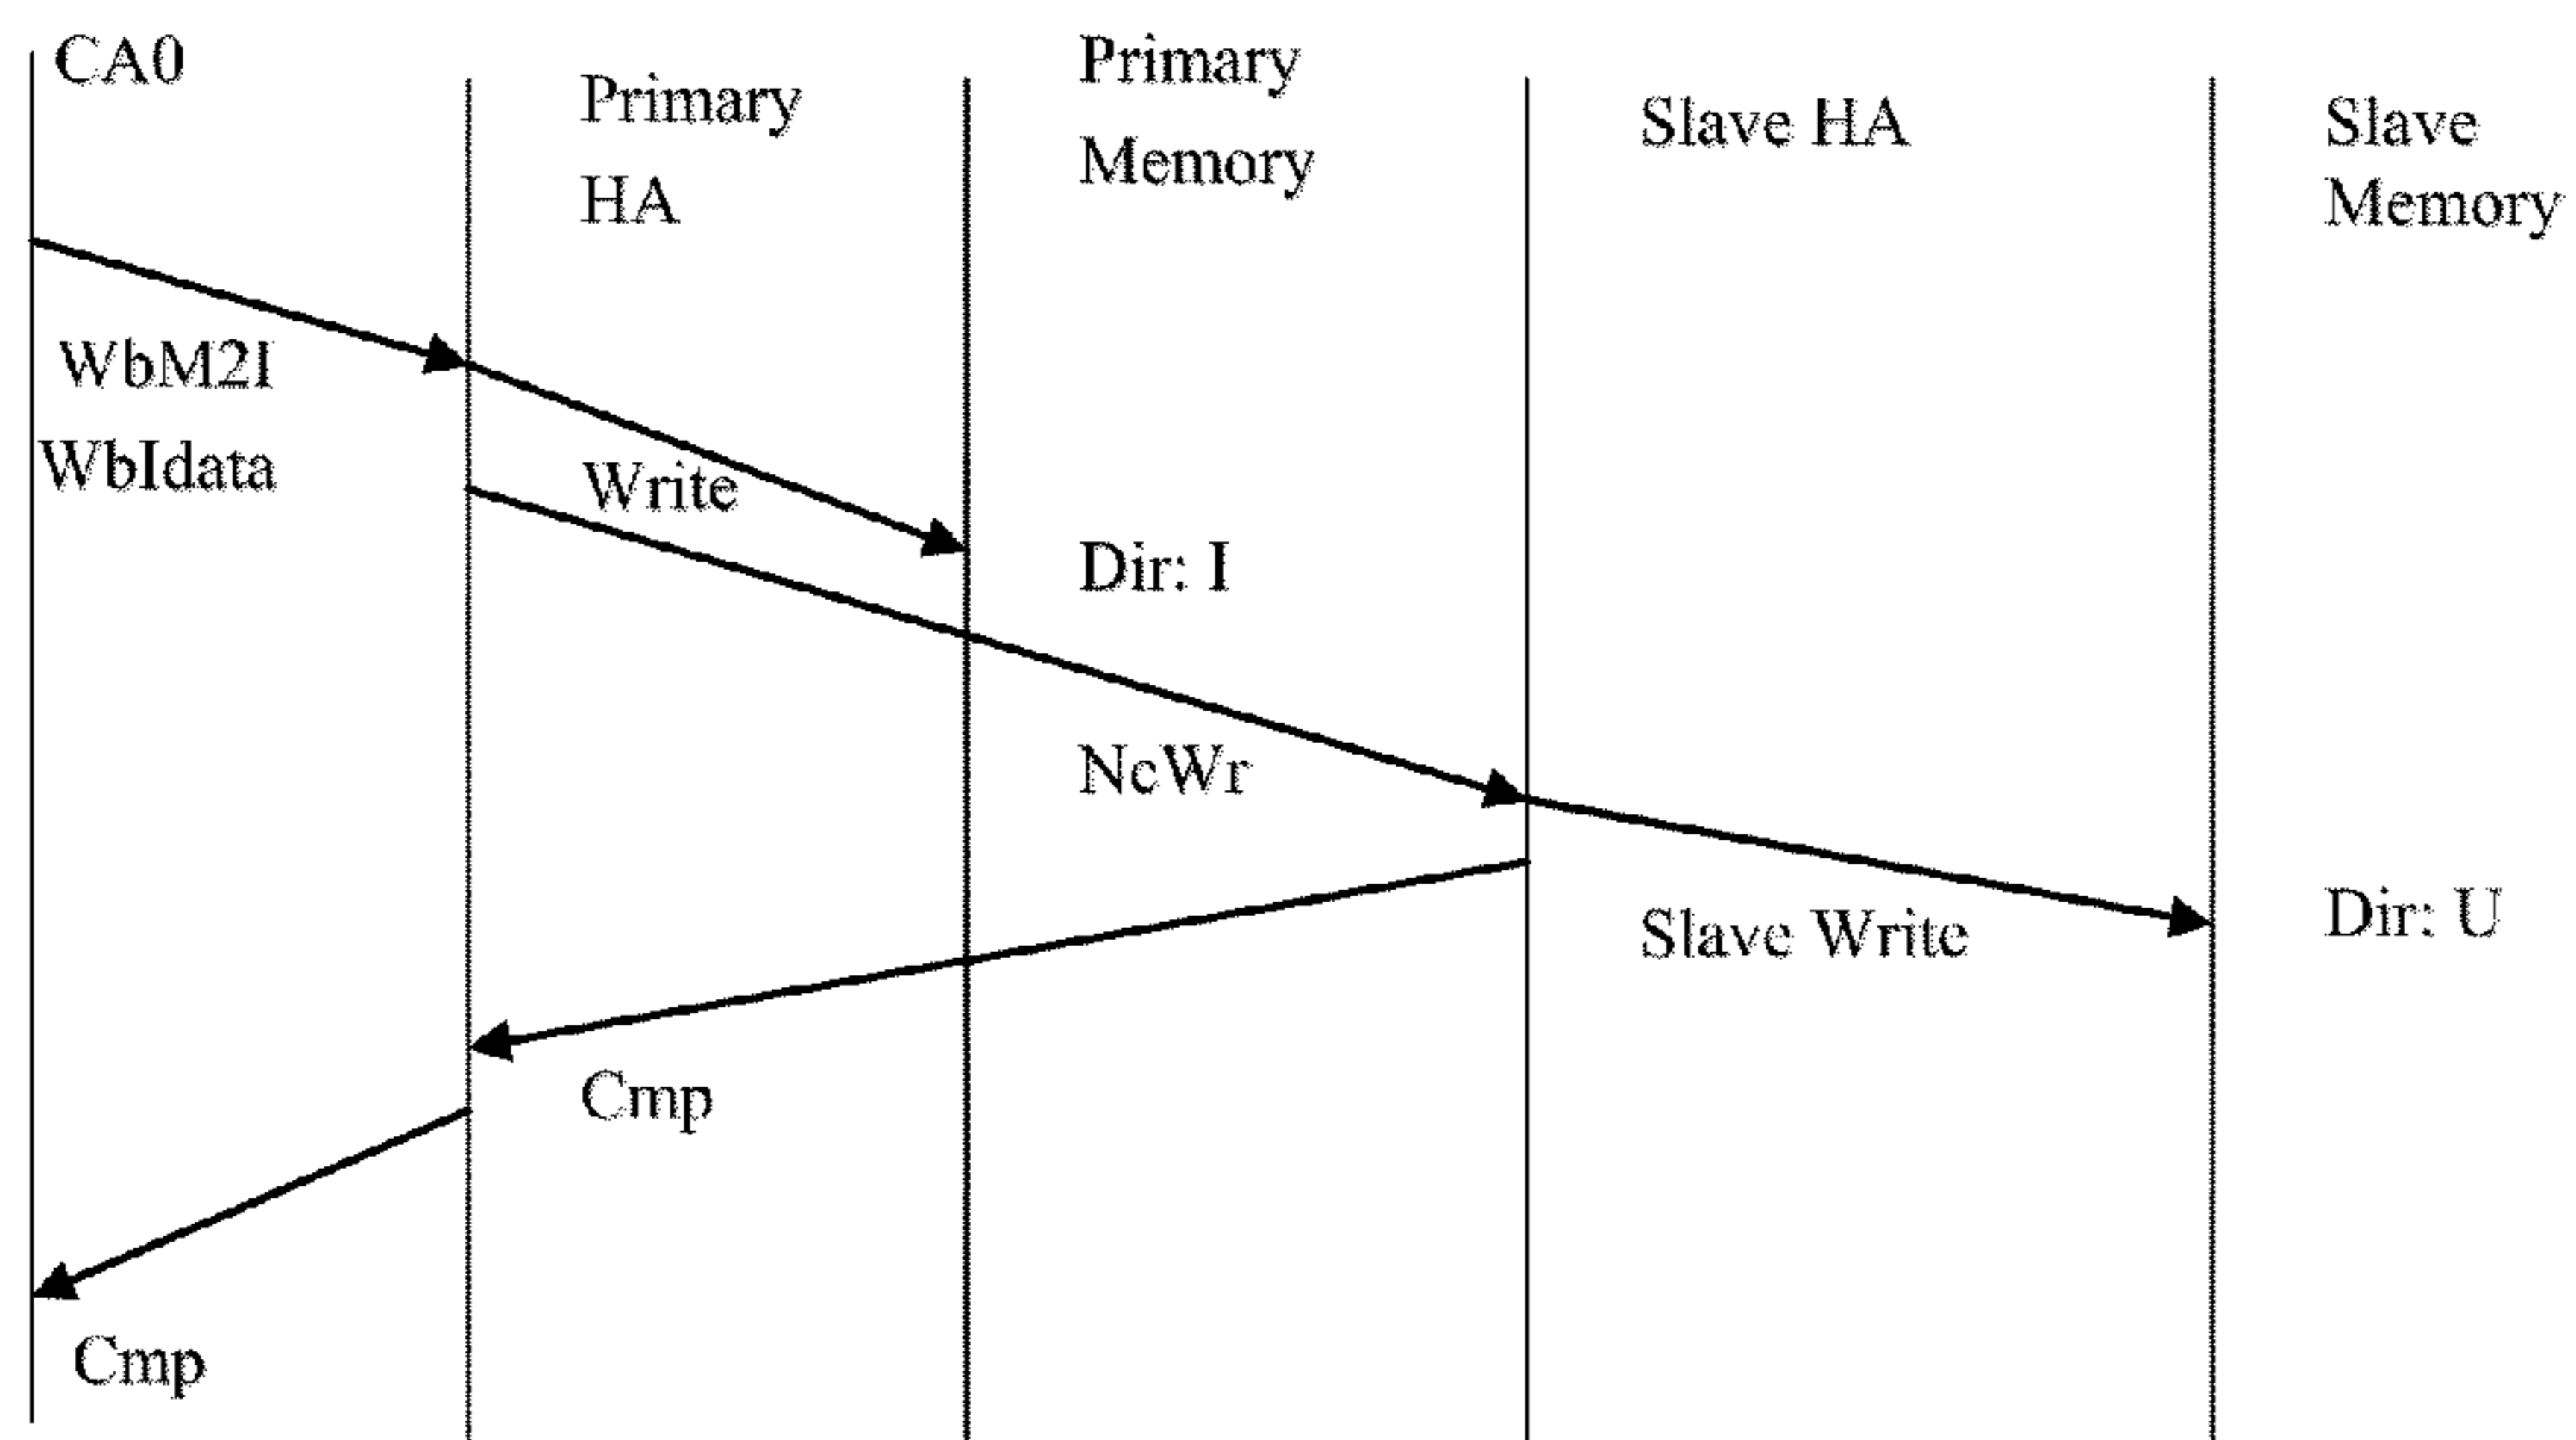 CA0
Primary
HA
Primary
Memory
Slave HA
Slave
Memory
WbM2I
WbIdata
Write
Dir: I
NcWr
Slave Write
Dir: U
Cmp
Cmp